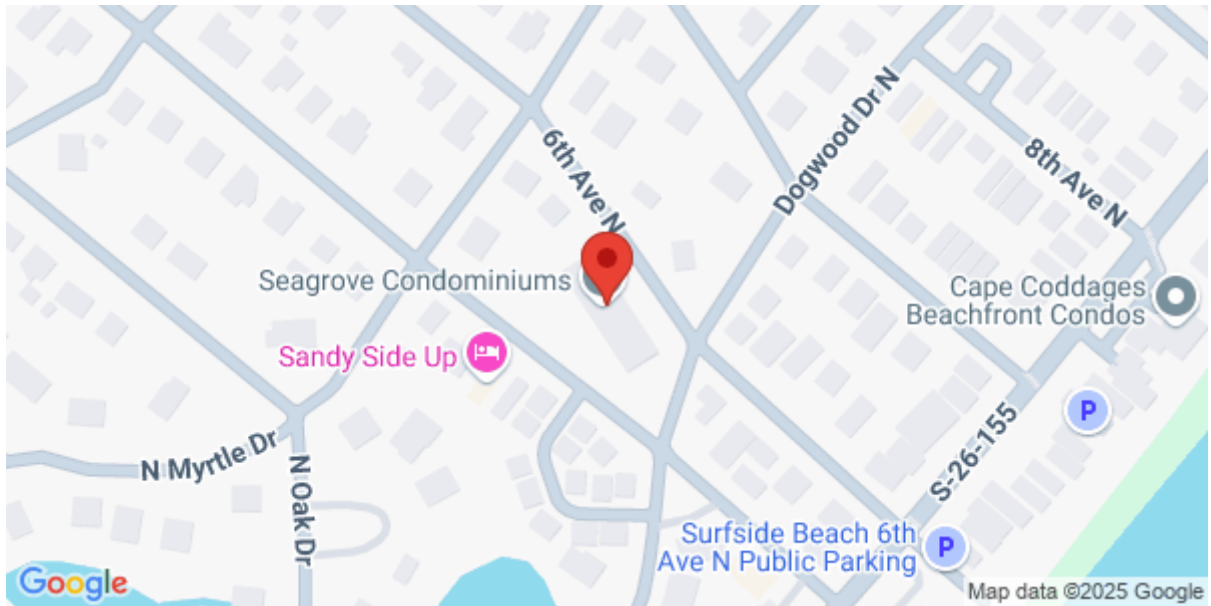 6th Ave N
Dogwood Dr N
8th Ave N
Seagrove Condominiums
Cape Coddages
Beachfront Condos
Sandy Side Up
P
S-26-155
N Myrtle Dr
N Oak Dr
Surfside Beach 6th
Ave N Public Parking
P
Google
Map data ©2025 Google